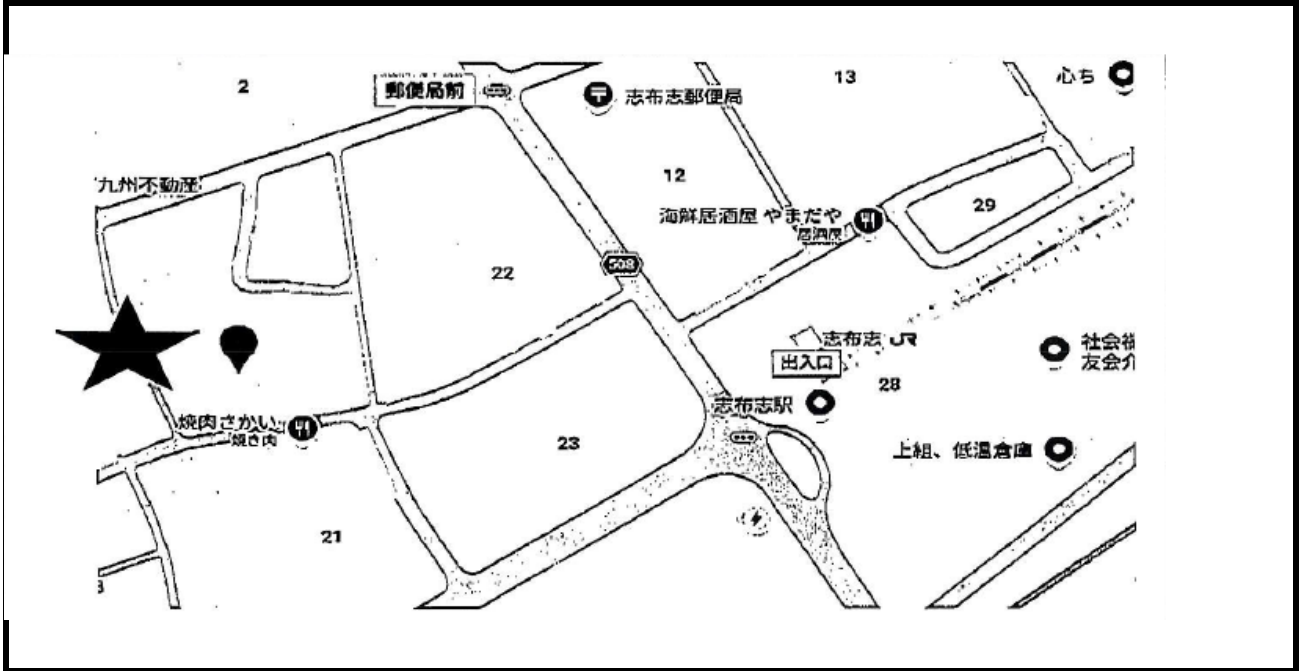 2
郵便局前
志布志郵便局
13
心ち
九州不動産
12
海鮮居酒屋 やまだや
居酒屋
29
508
22
志布志 JR
出入口
28
社会福
友会介
志布志駅
焼肉さかい
焼き肉
23
上組、低温倉庫
21